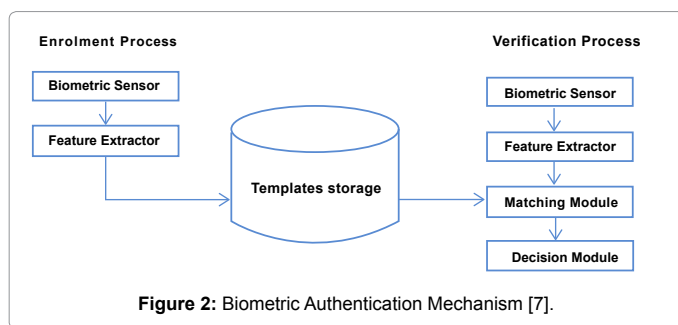 Enrolment Process
Biometric Sensor
Feature Extractor
Templates storage
Verification Process
Biometric Sensor
Feature Extractor
Matching Module
Decision Module
Figure 2: Biometric Authentication Mechanism [7].